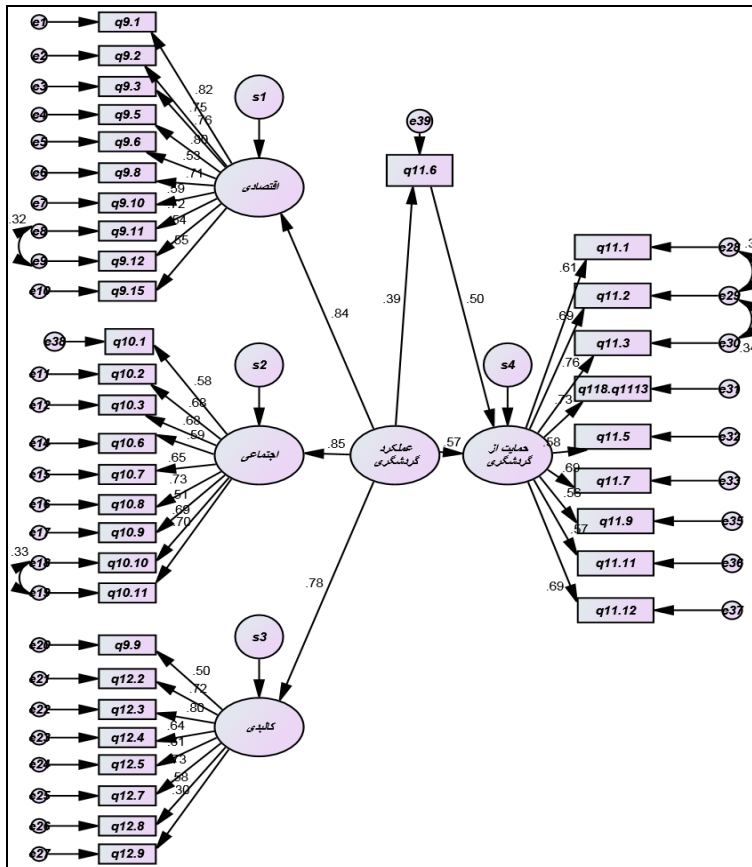 e1 q9.1
e2 q9.2
e3 q9.3
e4 q9.5
e5 q9.6
e6 q9.8
e7 q9.10
e8 q9.11
e9 q9.12
e10 q9.15
.82
.75
.76
.80
.53
.71
.59
.72
.54
.55
.32
s1
اقتصادی
.84
e38 q10.1
e11 q10.2
e12 q10.3
e14 q10.6
e15 q10.7
e16 q10.8
e17 q10.9
e18 q10.10
e19 q10.11
.58
.68
.68
.59
.65
.73
.51
.69
.70
.33
s2
اجتماعی
.85
e20 q9.9
e21 q12.2
e22 q12.3
e23 q12.4
e24 q12.5
e25 q12.7
e26 q12.8
e27 q12.9
.50
.72
.80
.64
.61
.73
.58
.30
s3
کالبدی
.78
عملکرد
گردشگری
.57
.39
e39
q11.6
.50
s4
حمایت از
گردشگری
.61
.69
.76
.73
.58
.69
.57
.69
q11.1 e28
q11.2 e29
q11.3 e30
q118.q1113 e31
q11.5 e32
q11.7 e33
q11.9 e35
q11.11 e36
q11.12 e37
.34